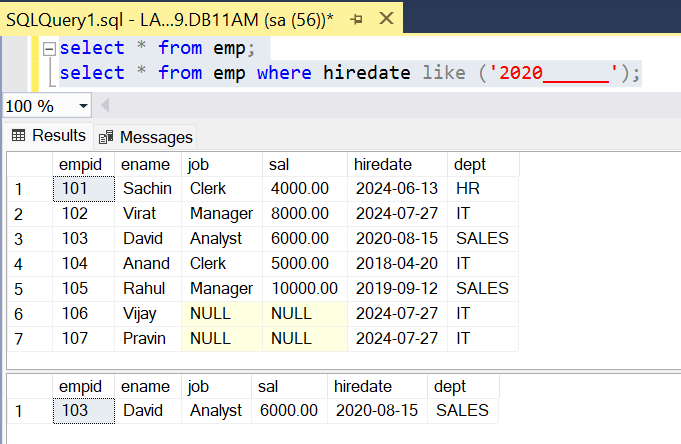 SQLQuery1.sql - LA...9.DB11AM (sa (56))*
select * from emp;
select * from emp where hiredate like ('2020______');
100 %
Results Messages
empid ename job sal hiredate dept
1 101 Sachin Clerk 4000.00 2024-06-13 HR
2 102 Virat Manager 8000.00 2024-07-27 IT
3 103 David Analyst 6000.00 2020-08-15 SALES
4 104 Anand Clerk 5000.00 2018-04-20 IT
5 105 Rahul Manager 10000.00 2019-09-12 SALES
6 106 Vijay NULL NULL 2024-07-27 IT
7 107 Pravin NULL NULL 2024-07-27 IT
empid ename job sal hiredate dept
1 103 David Analyst 6000.00 2020-08-15 SALES